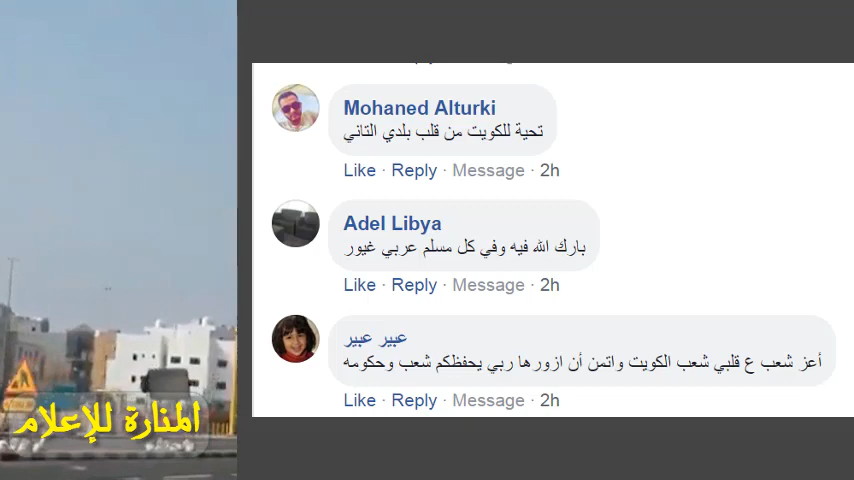 Mohaned Alturki
تحية للكويت من قلب بلدي التاني
Like · Reply · Message · 2h
Adel Libya
بارك الله فيه وفي كل مسلم عربي غيور
Like · Reply · Message · 2h
عبير عبير
أعز شعب ع قلبي شعب الكويت واتمن أن ازورها ربي يحفظكم شعب وحكومه
Like · Reply · Message · 2h
المنارة للإعلام